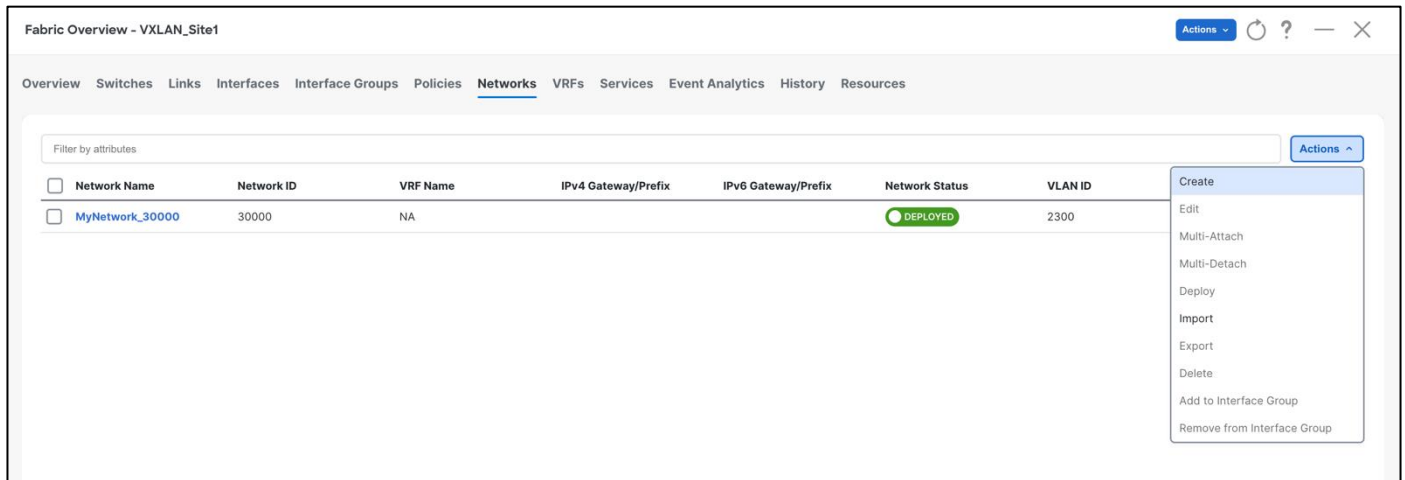 Fabric Overview - VXLAN_Site1
Actions
?
Overview Switches Links Interfaces Interface Groups Policies Networks VRFs Services Event Analytics History Resources
Filter by attributes
Actions
Network Name Network ID VRF Name IPv4 Gateway/Prefix IPv6 Gateway/Prefix Network Status VLAN ID
MyNetwork_30000 30000 NA DEPLOYED 2300
Create
Edit
Multi-Attach
Multi-Detach
Deploy
Import
Export
Delete
Add to Interface Group
Remove from Interface Group